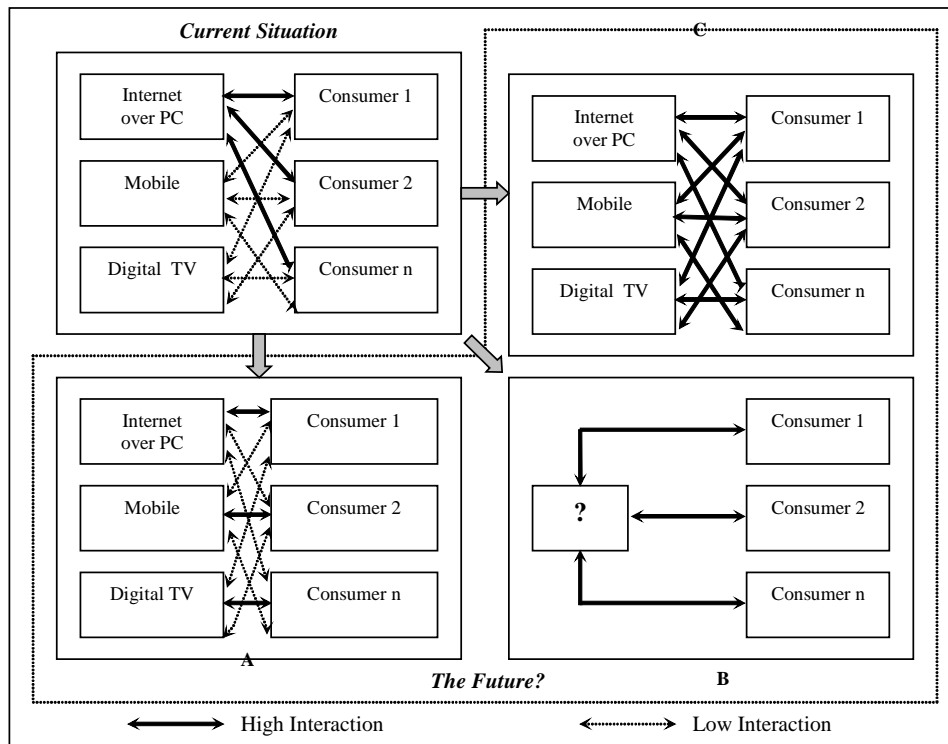 Current Situation
Internet
over PC
Consumer 1
Mobile
Consumer 2
Digital TV
Consumer n
C
Internet
over PC
Consumer 1
Mobile
Consumer 2
Digital TV
Consumer n
Internet
over PC
Consumer 1
Mobile
Consumer 2
Digital TV
Consumer n
A
Consumer 1
?
Consumer 2
Consumer n
B
The Future?
High Interaction
Low Interaction